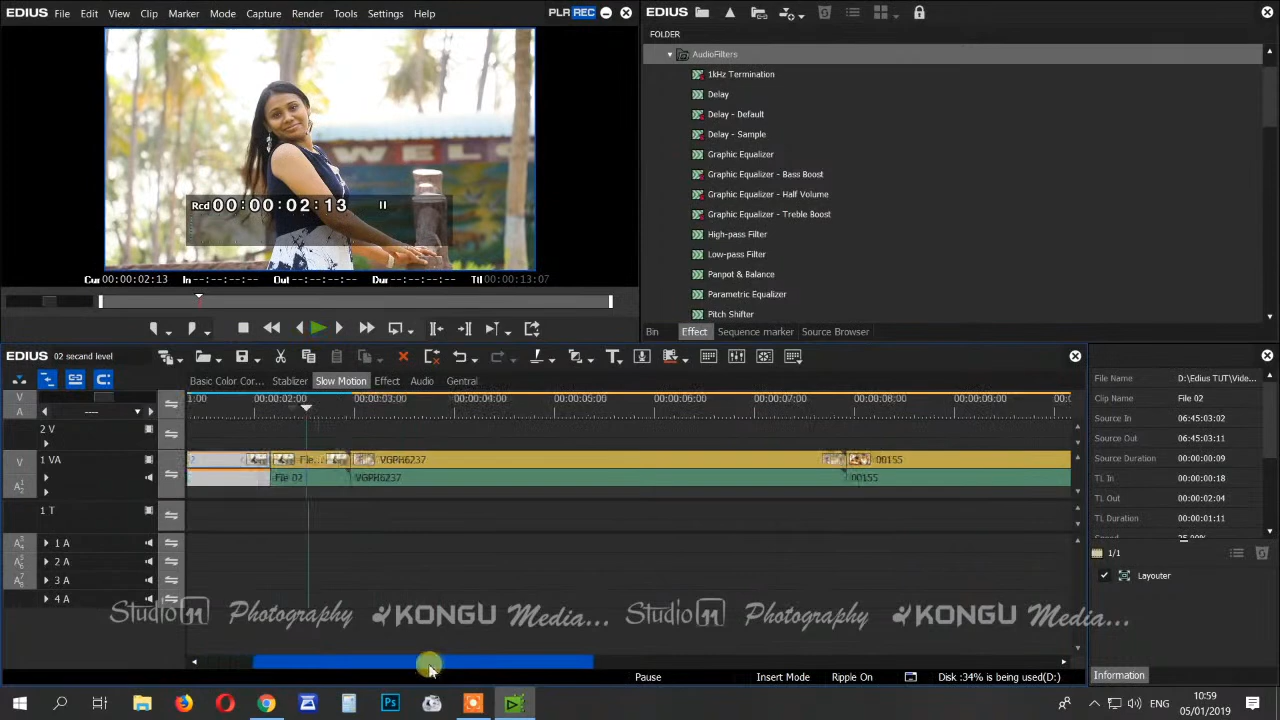 EDIUS File Edit View Clip Marker Mode Capture Render Tools Settings Help PLR REC
WELS
Rcd 00:00:02:13
Cur 00:00:02:13 In --:--:--:-- Out --:--:--:-- Dur --:--:--:-- Ttl 00:00:13:07
EDIUS
FOLDER
AudioFilters
1kHz Termination
Delay
Delay - Default
Delay - Sample
Graphic Equalizer
Graphic Equalizer - Bass Boost
Graphic Equalizer - Half Volume
Graphic Equalizer - Treble Boost
High-pass Filter
Low-pass Filter
Panpot & Balance
Parametric Equalizer
Pitch Shifter
Bin Effect Sequence marker Source Browser
EDIUS 02 secand level
Basic Color Cor... Stablizer Slow Motion Effect Audio Gentral
V
A
----
1:00 00:00:02:00 00:00:03:00 00:00:04:00 00:00:05:00 00:00:06:00 00:00:07:00 00:00:08:00 00:00:09:00 00:0
2 V
V 1 VA File... VGPH6237 00155
File 02 VGPH6237 00155
1 T
1 A
2 A
3 A
4 A
Studio 11 Photography KONGU Media... Studio 11 Photography KONGU Media...
Pause Insert Mode Ripple On Disk :34% is being used(D:)
File Name D:\Edius TUT\Vide...
Clip Name File 02
Source In 06:45:03:02
Source Out 06:45:03:11
Source Duration 00:00:00:09
TL In 00:00:00:18
TL Out 00:00:02:04
TL Duration 00:00:01:11
1/1
Layouter
Information
Ps
ENG
10:59
05/01/2019